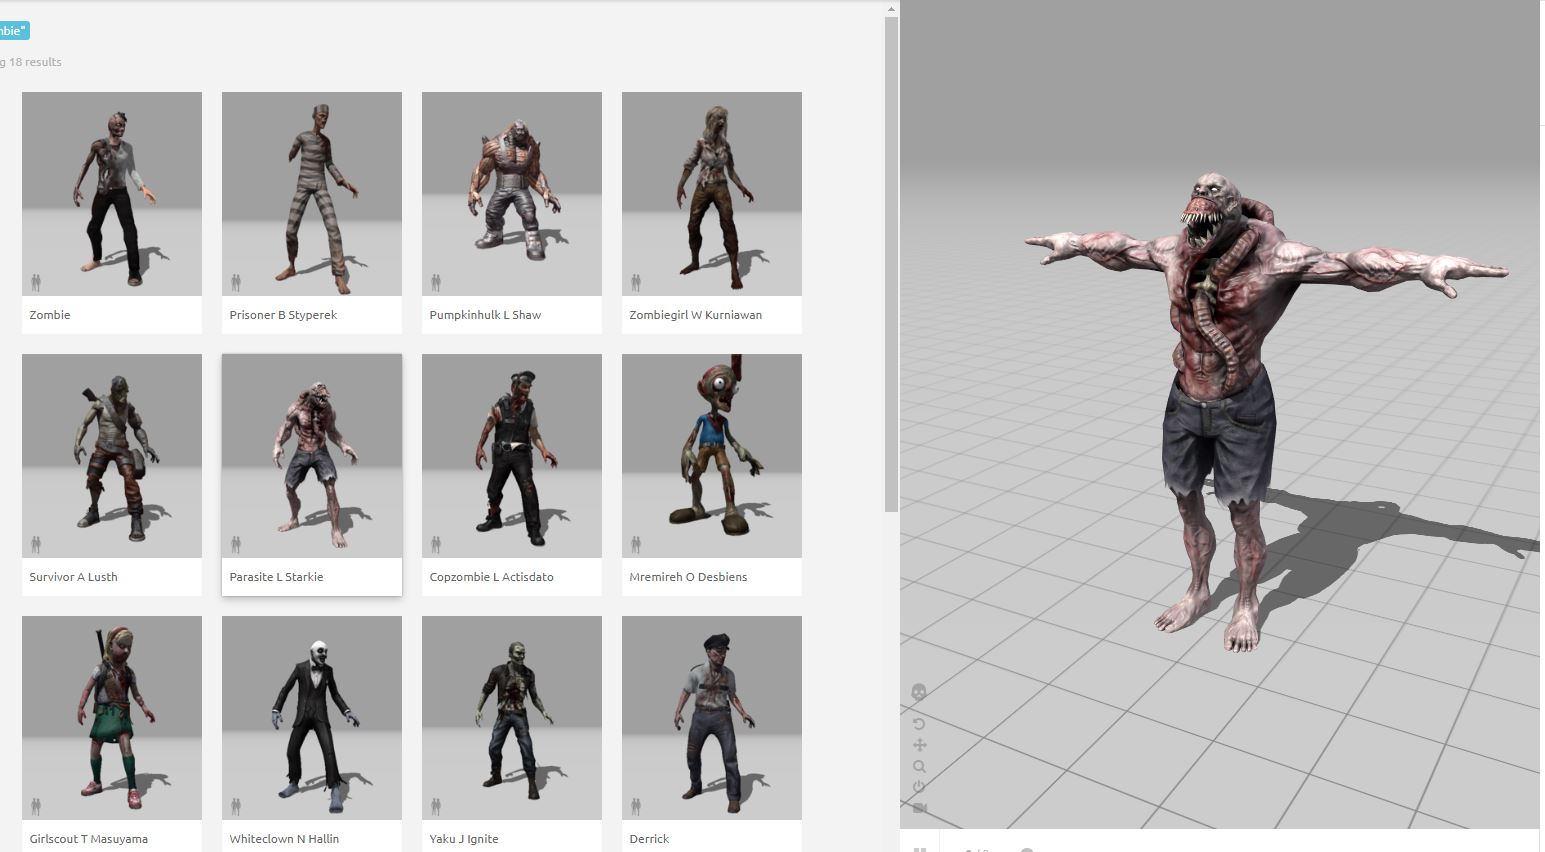 mbie"
g 18 results
Zombie
Prisoner B Styperek
Pumpkinhulk L Shaw
Zombiegirl W Kurniawan
Survivor A Lusth
Parasite L Starkie
Copzombie L Actisdato
Mremireh O Desbiens
Girlscout T Masuyama
Whiteclown N Hallin
Yaku J Ignite
Derrick